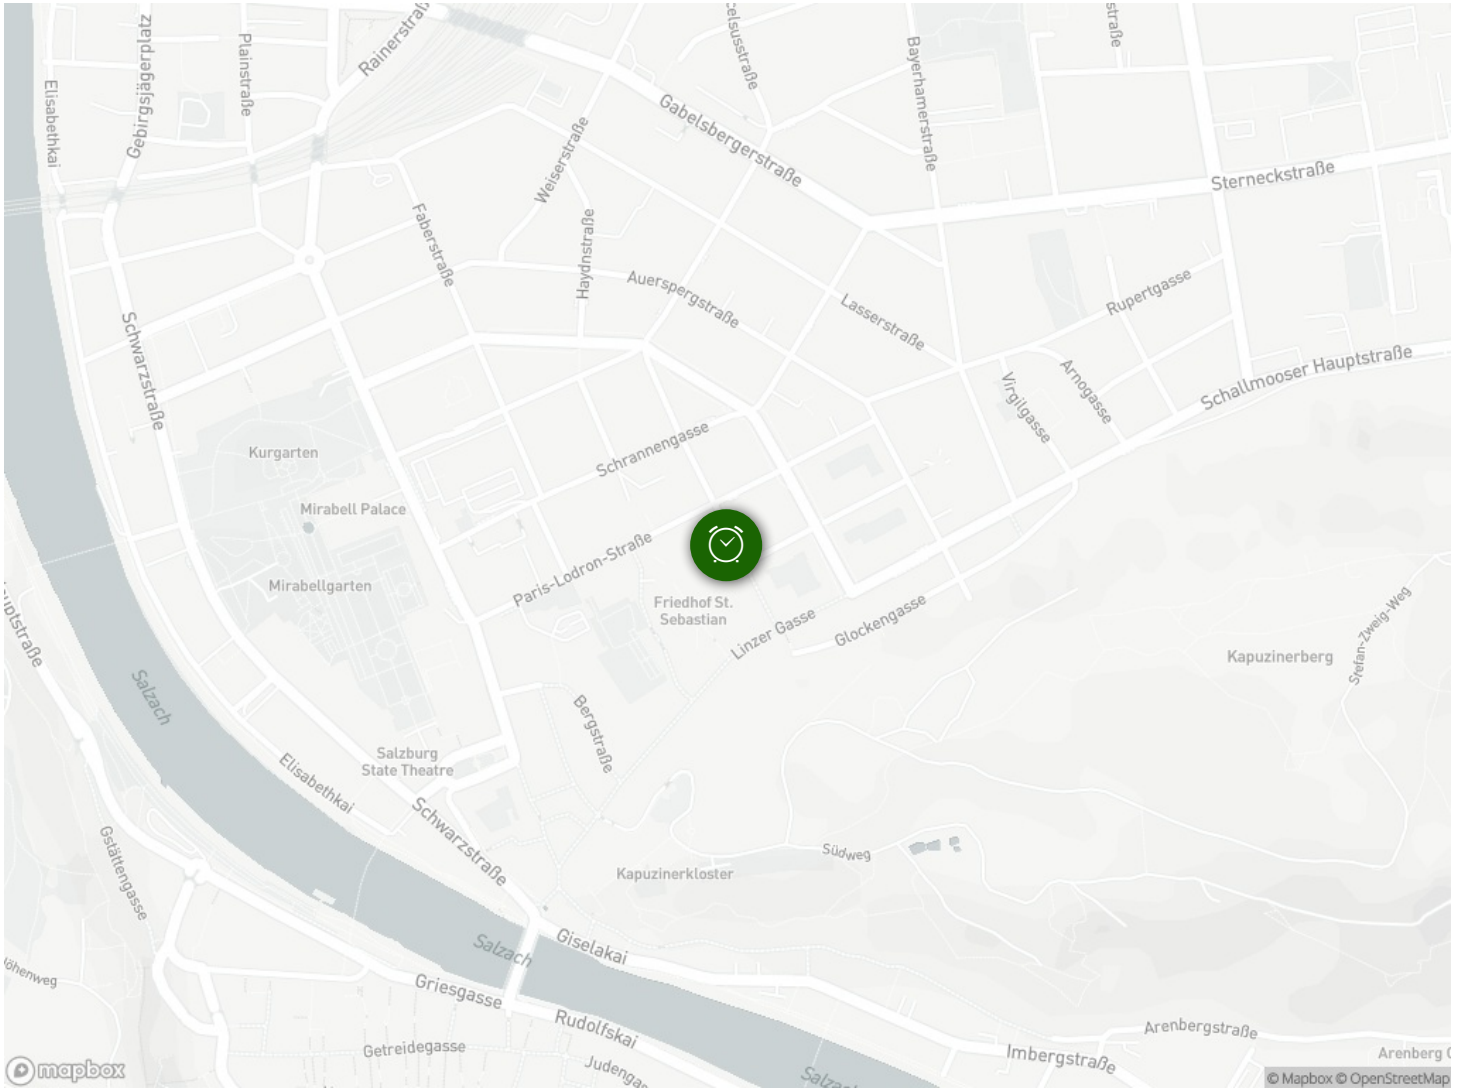 Gebirgsjägerplatz
Plainstraße
Elisabethkai
Bayerhamerstraße
Gabelsbergerstraße
Weiserstraße
Sterneckstraße
Faberstraße
Haydnstraße
Auerspergstraße
Lasserstraße
Rupertgasse
Schwarzstraße
Arnogasse
Virgilgasse
Schallmooser Hauptstraße
Schrannengasse
Kurgarten
Mirabell Palace
Mirabellgarten
Paris-Lodron-Straße
Friedhof St.
Sebastian
Linzer Gasse
Glockengasse
Stefan-Zweig-Weg
Kapuzinerberg
Salzach
Bergstraße
Salzburg
State Theatre
Elisabethkai
Schwarzstraße
Gstättengasse
Südweg
Kapuzinerkloster
Giselakai
Salzach
Griesgasse
Rudolfskai
Getreidegasse
Arenbergstraße
Imbergstraße
mapbox
© Mapbox © OpenStreetMap